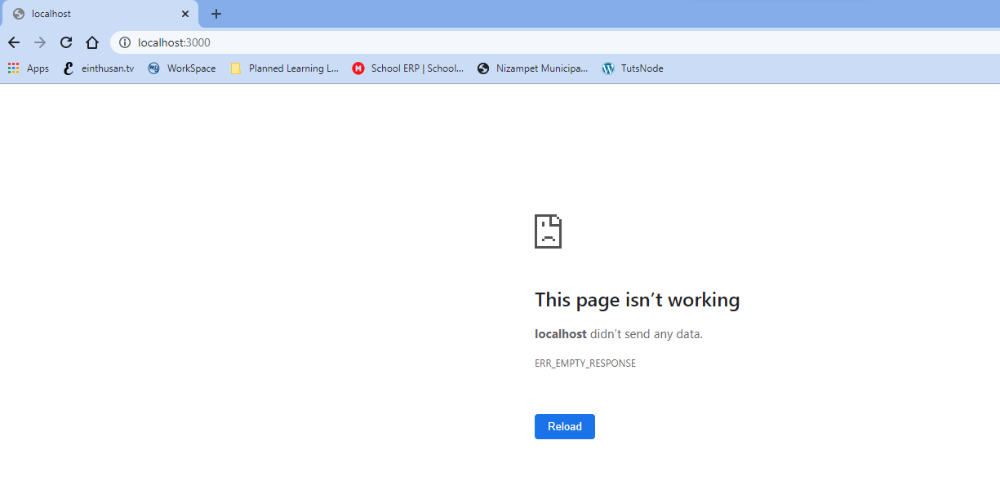 localhost
localhost:3000
Apps einthusan.tv WorkSpace Planned Learning L... School ERP | School... Nizampet Municipa... TutsNode
This page isn’t working
localhost didn’t send any data.
ERR_EMPTY_RESPONSE
Reload